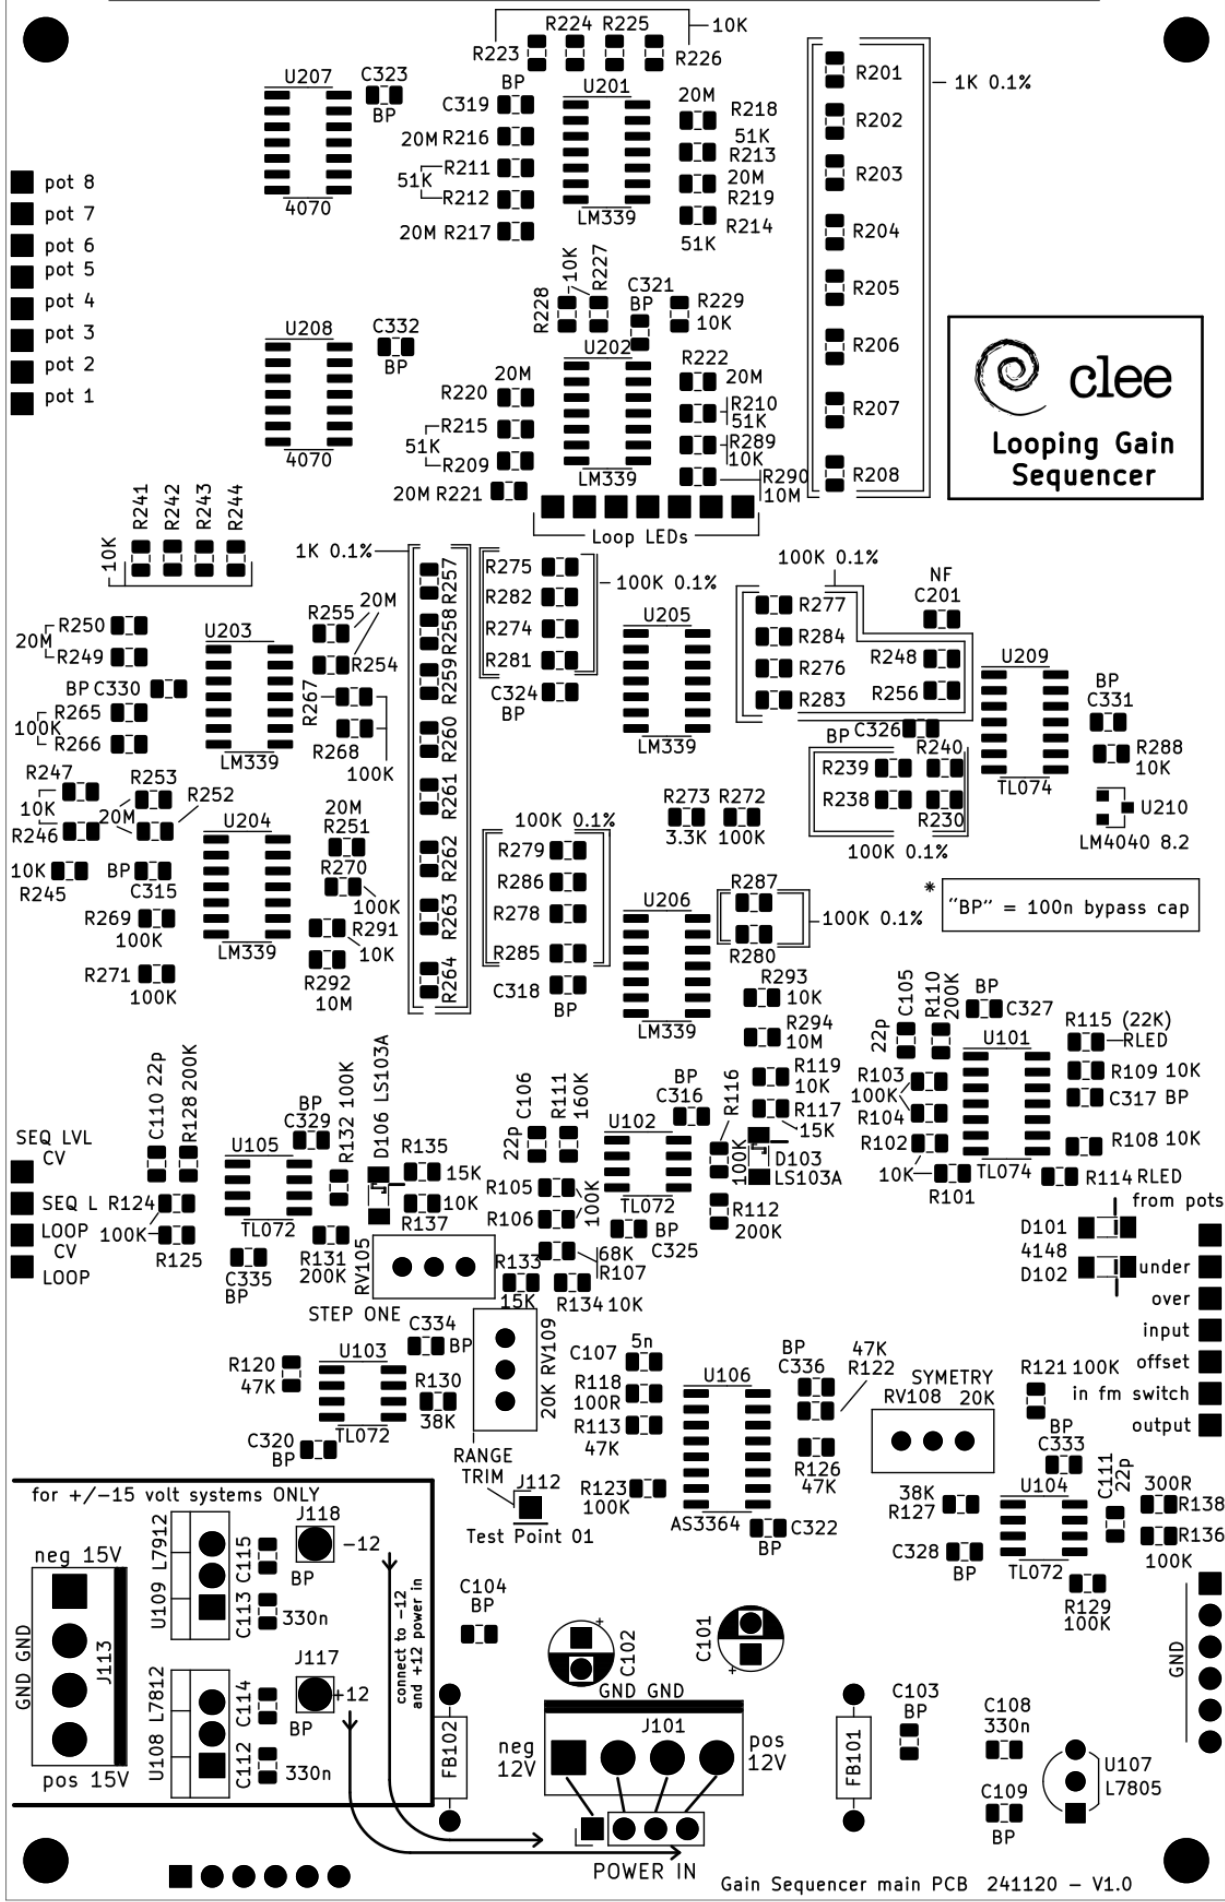 R224 R225
10K
R223
R226
U207
C323
BP
BP
C319
U201
20M
R218
51K
R213
20M
R219
R214
51K
20M R216
R211
51K
R212
20M R217
LM339
4070
R201
1K 0.1%
R202
R203
R204
R205
R206
R207
R208
pot 8
pot 7
pot 6
pot 5
pot 4
pot 3
pot 2
pot 1
10K
R227
R228
C321
BP
R229
10K
U208
C332
BP
4070
U202
R222
20M
20M
R220
R210
51K
R215
51K
R209
R289
10K
LM339
R290
10M
20M R221
Loop LEDs
clee
Looping Gain
Sequencer
R241
R242
R243
R244
10K
1K 0.1%
R257
R258
R259
R260
R261
R262
R263
R264
R275
R282
R274
R281
100K 0.1%
C324
BP
100K 0.1%
R277
R284
R276
R283
NF
C201
R248
R256
U205
LM339
U209
TL074
BP
C331
R288
10K
U210
LM4040 8.2
C326
BP
R240
R239
R238
R230
100K 0.1%
R250
20M
R249
BP C330
R265
100K
R266
U203
LM339
R255
20M
R254
R267
R268
100K
R247
10K
R246
R253
20M
R252
U204
LM339
10K
R245
BP
C315
R269
100K
R271
100K
20M
R251
R270
100K
R291
10K
R292
10M
R273
3.3K
R272
100K
100K 0.1%
R279
R286
R278
R285
C318
BP
U206
LM339
R287
R280
100K 0.1%
* "BP" = 100n bypass cap
R293
10K
R294
10M
R119
10K
R117
15K
C105
22p
R110
200K
BP
C327
U101
TL074
R115 (22K)
RLED
R109 10K
C317 BP
R108 10K
R114 RLED
R103
100K
R104
R102
10K
R101
C110 22p
R128 200K
BP
C329
R132 100K
D106 LS103A
U105
TL072
R135
15K
10K
R137
C106
22p
R111
160K
BP
C316
R116
100K
U102
TL072
D103
LS103A
R112
200K
R105
R106
100K
BP
C325
68K
R107
SEQ LVL
CV
SEQ L
LOOP
CV
LOOP
R124
100K
R125
C335
BP
R131
200K
RV105
STEP ONE
R133
15K
R134 10K
20K RV109
from pots
D101
4148
D102
under
over
input
offset
in fm switch
output
C334
BP
U103
TL072
R120
47K
R130
38K
C320
BP
RANGE
TRIM
J112
Test Point 01
5n
C107
R118
100R
R113
47K
R123
100K
U106
AS3364
BP
C336
47K
R122
R126
47K
C322
BP
SYMETRY
RV108 20K
R121 100K
BP
C333
C111
22p
U104
TL072
38K
R127
C328
BP
300R
R138
R136
100K
R129
100K
for +/-15 volt systems ONLY
neg 15V
GND GND
J113
pos 15V
U109 L7912
C115
BP
C113
330n
J118
-12
U108 L7812
C114
BP
C112
330n
J117
+12
connect to -12
and +12 power in
C104
BP
+
C102
C101
+
GND GND
J101
neg
12V
pos
12V
FB102
FB101
POWER IN
C103
BP
C108
330n
C109
BP
U107
L7805
GND
Gain Sequencer main PCB 241120 - V1.0